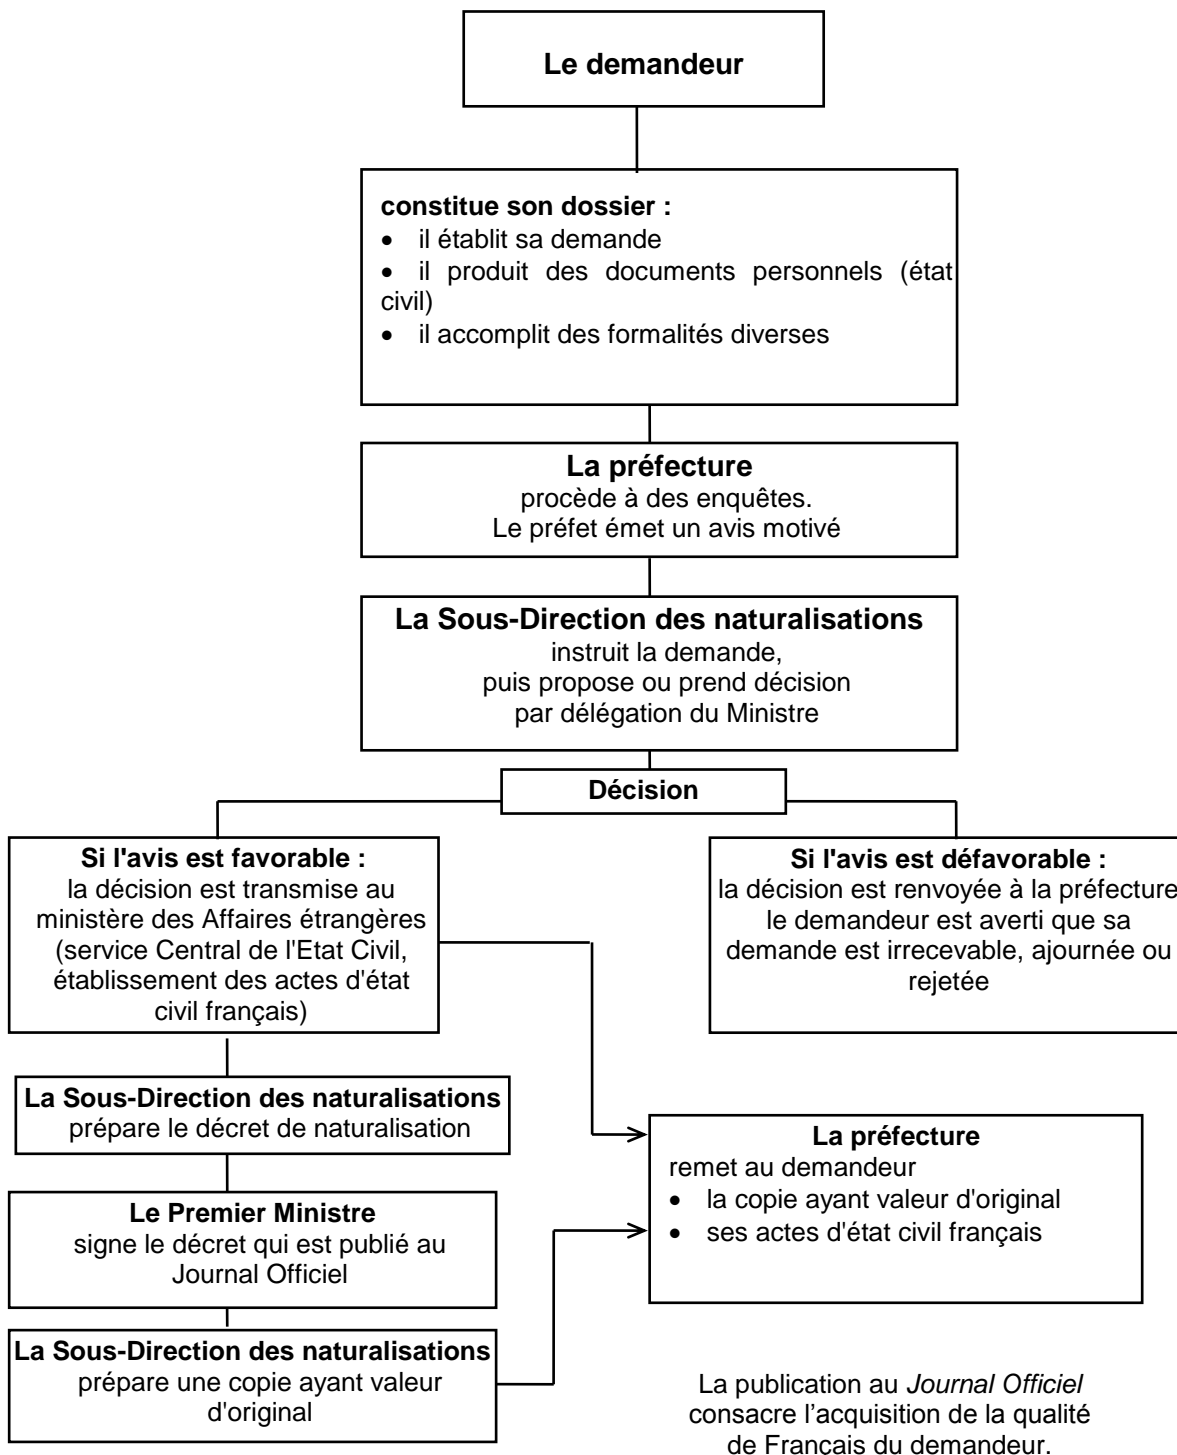 Le demandeur
constitue son dossier :
• il établit sa demande
• il produit des documents personnels (état
civil)
• il accomplit des formalités diverses
La préfecture
procède à des enquêtes.
Le préfet émet un avis motivé
La Sous-Direction des naturalisations
instruit la demande,
puis propose ou prend décision
par délégation du Ministre
Décision
Si l'avis est favorable :
la décision est transmise au
ministère des Affaires étrangères
(service Central de l'Etat Civil,
établissement des actes d'état
civil français)
Si l'avis est défavorable :
la décision est renvoyée à la préfecture
le demandeur est averti que sa
demande est irrecevable, ajournée ou
rejetée
La Sous-Direction des naturalisations
prépare le décret de naturalisation
Le Premier Ministre
signe le décret qui est publié au
Journal Officiel
La Sous-Direction des naturalisations
prépare une copie ayant valeur
d'original
La préfecture
remet au demandeur
• la copie ayant valeur d'original
• ses actes d'état civil français
La publication au Journal Officiel
consacre l’acquisition de la qualité
de Français du demandeur.